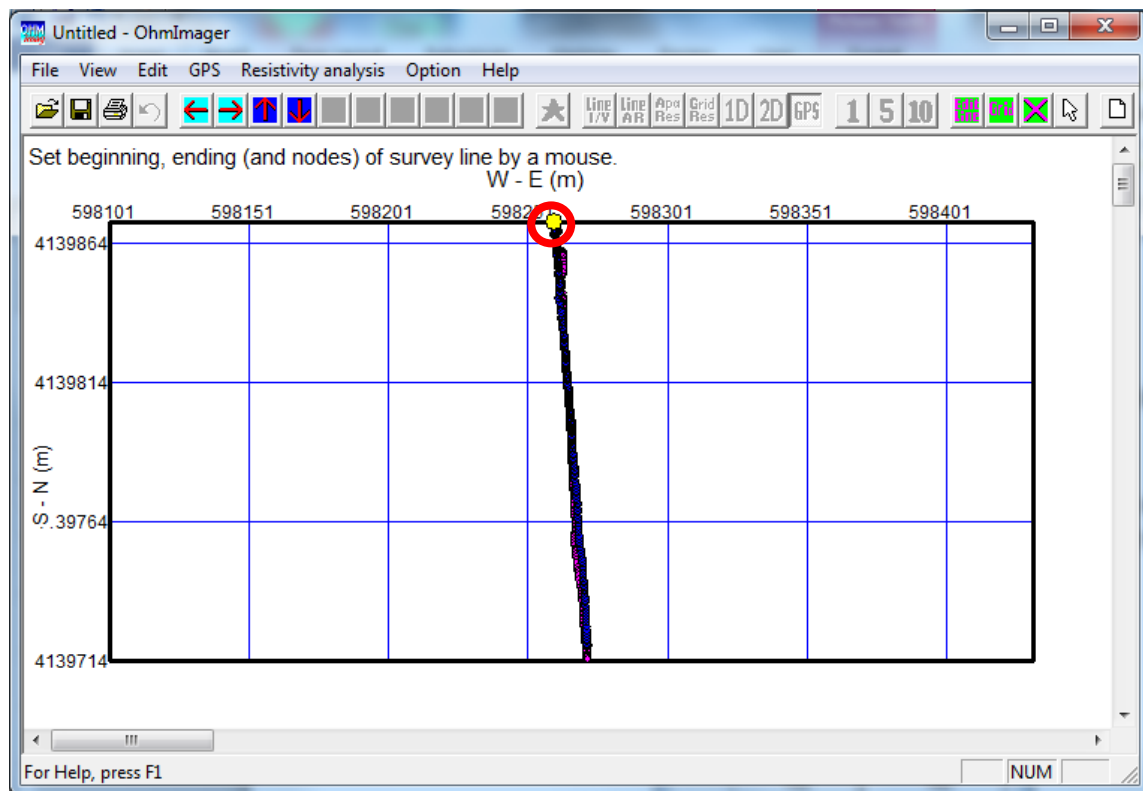 Untitled - OhmImager
File View Edit GPS Resistivity analysis Option Help
Line I/V Line AR Apa Res Grid Res 1D 2D GPS 1 5 10 Edit Line Grid
Set beginning, ending (and nodes) of survey line by a mouse.
W - E (m)
598101 598151 598201 598301 598351 598401
4139864
4139814
S - N (m)
4139714
For Help, press F1 NUM